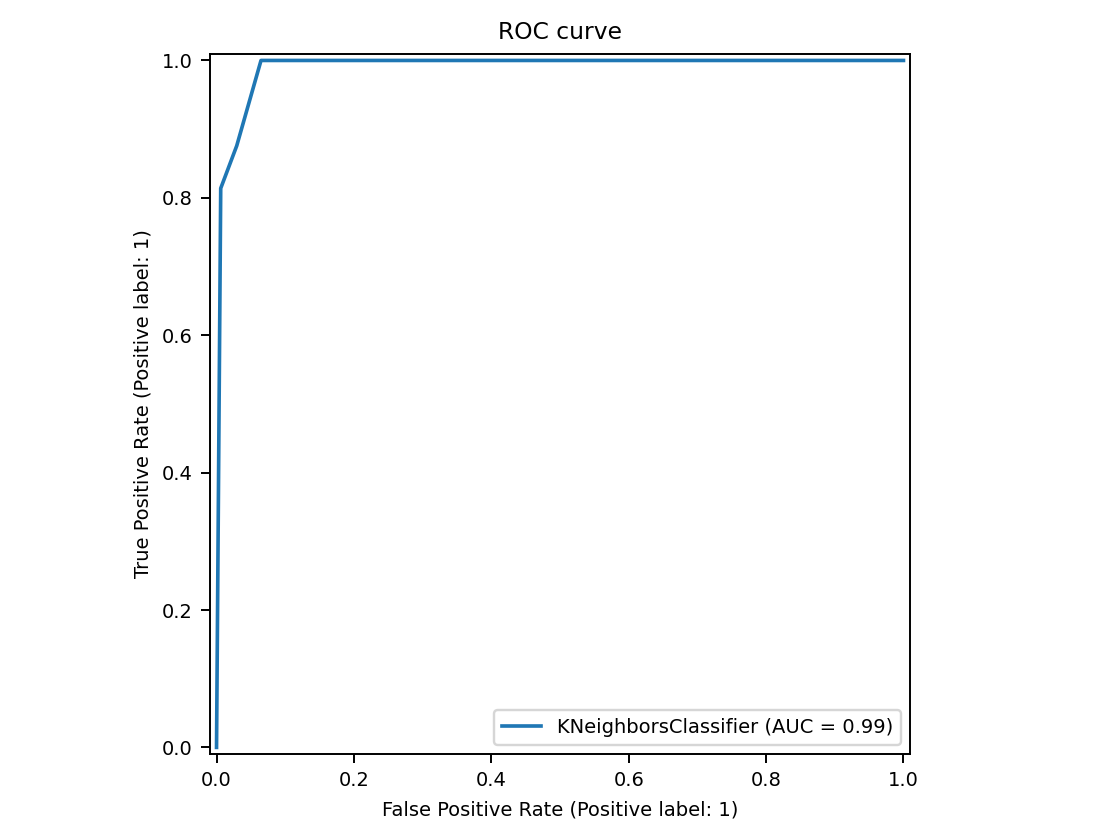 ROC curve
True Positive Rate (Positive label: 1)
1.0
0.8
0.6
0.4
0.2
0.0
KNeighborsClassifier (AUC = 0.99)
0.0 0.2 0.4 0.6 0.8 1.0
False Positive Rate (Positive label: 1)